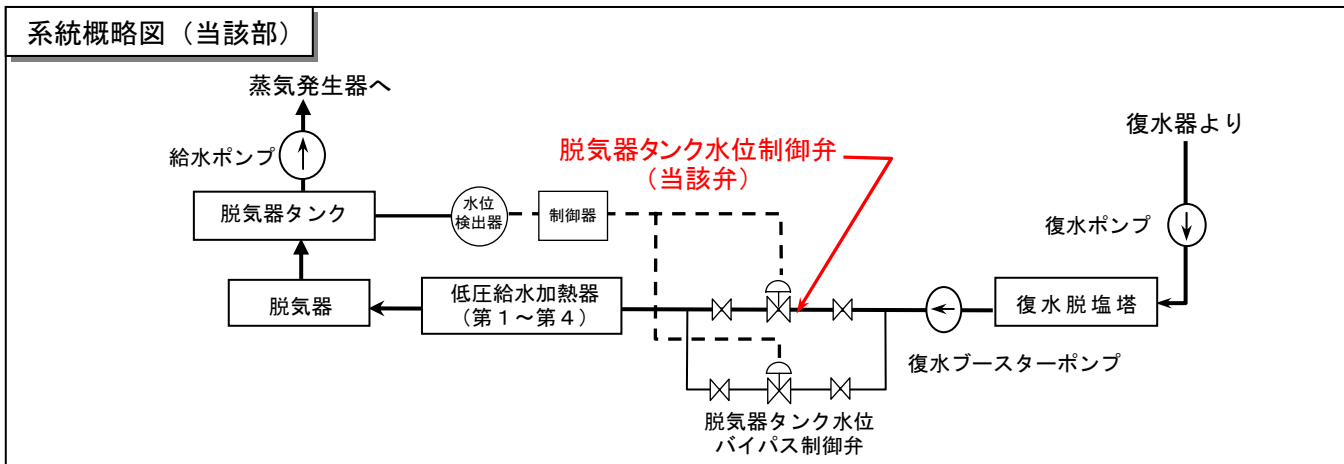 系統概略図（当該部）
蒸気発生器へ
給水ポンプ
脱気器タンク
水位
検出器
制御器
脱気器タンク水位制御弁
（当該弁）
復水器より
復水ポンプ
脱気器
低圧給水加熱器
（第１～第４）
復水脱塩塔
復水ブースターポンプ
脱気器タンク水位
バイパス制御弁